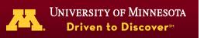 M
UNIVERSITY OF MINNESOTA
Driven to Discover℠